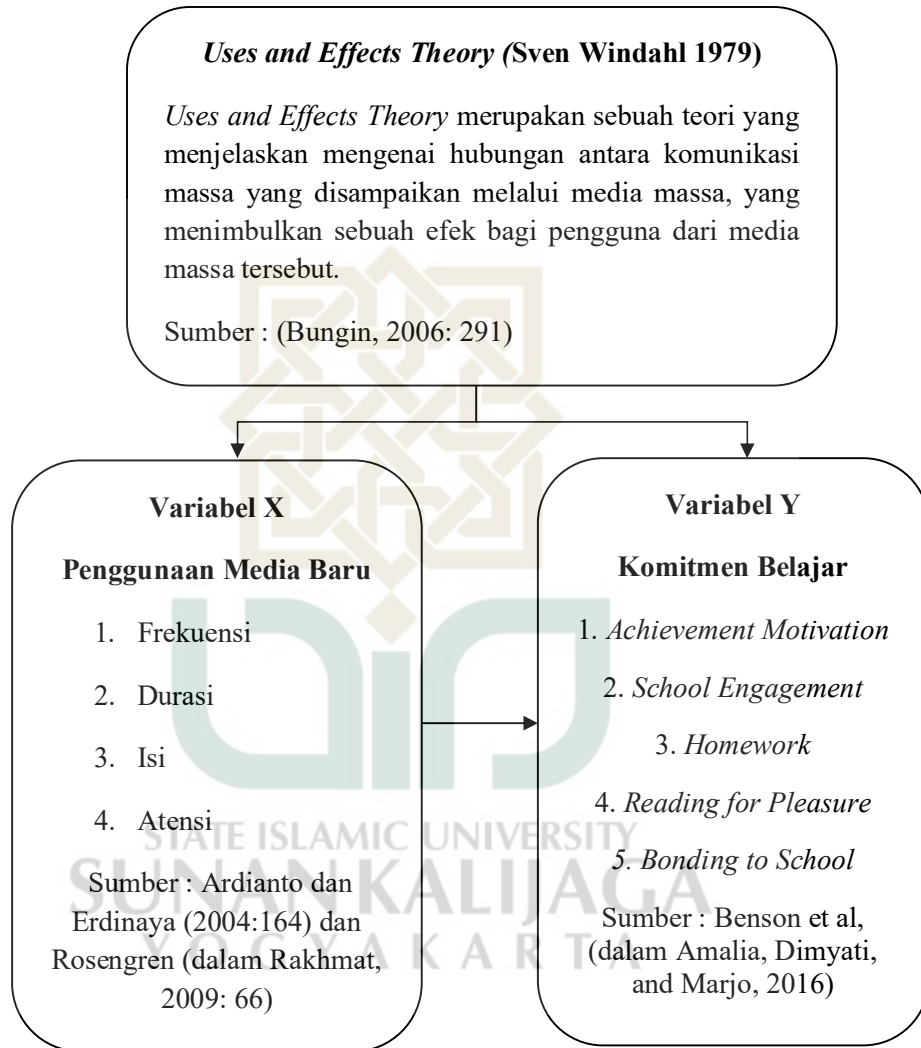 Uses and Effects Theory (Sven Windahl 1979)
Uses and Effects Theory merupakan sebuah teori yang
menjelaskan mengenai hubungan antara komunikasi
massa yang disampaikan melalui media massa, yang
menimbulkan sebuah efek bagi pengguna dari media
massa tersebut.
Sumber : (Bungin, 2006: 291)
Variabel X
Penggunaan Media Baru
1. Frekuensi
2. Durasi
3. Isi
4. Atensi
Sumber : Ardianto dan
Erdinaya (2004:164) dan
Rosengren (dalam Rakhmat,
2009: 66)
Variabel Y
Komitmen Belajar
1. Achievement Motivation
2. School Engagement
3. Homework
4. Reading for Pleasure
5. Bonding to School
Sumber : Benson et al,
(dalam Amalia, Dimyati,
and Marjo, 2016)
STATE ISLAMIC UNIVERSITY
SUNAN KALIJAGA
YOGYAKARTA